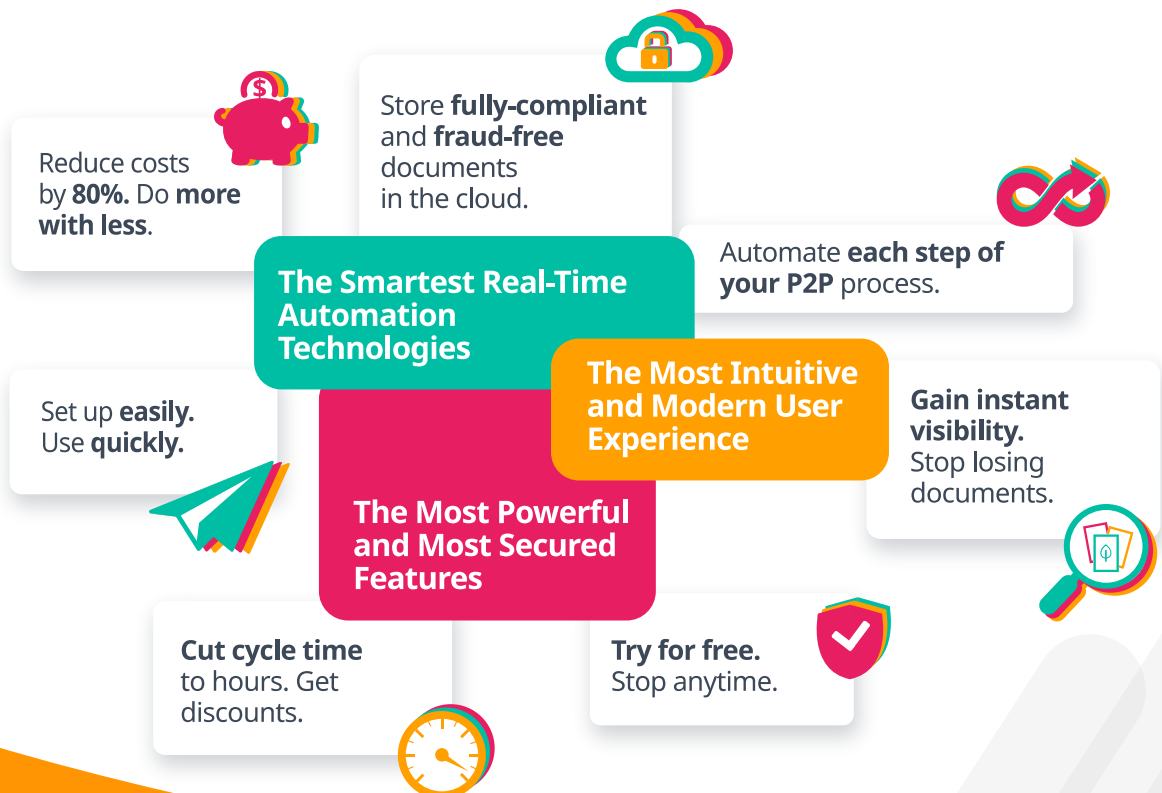 $
Store fully-compliant
and fraud-free
documents
in the cloud.
Reduce costs
by 80%. Do more
with less.
Automate each step of
your P2P process.
The Smartest Real-Time
Automation
Technologies
The Most Intuitive
and Modern User
Experience
Gain instant
visibility.
Stop losing
documents.
Set up easily.
Use quickly.
The Most Powerful
and Most Secured
Features
Cut cycle time
to hours. Get
discounts.
Try for free.
Stop anytime.